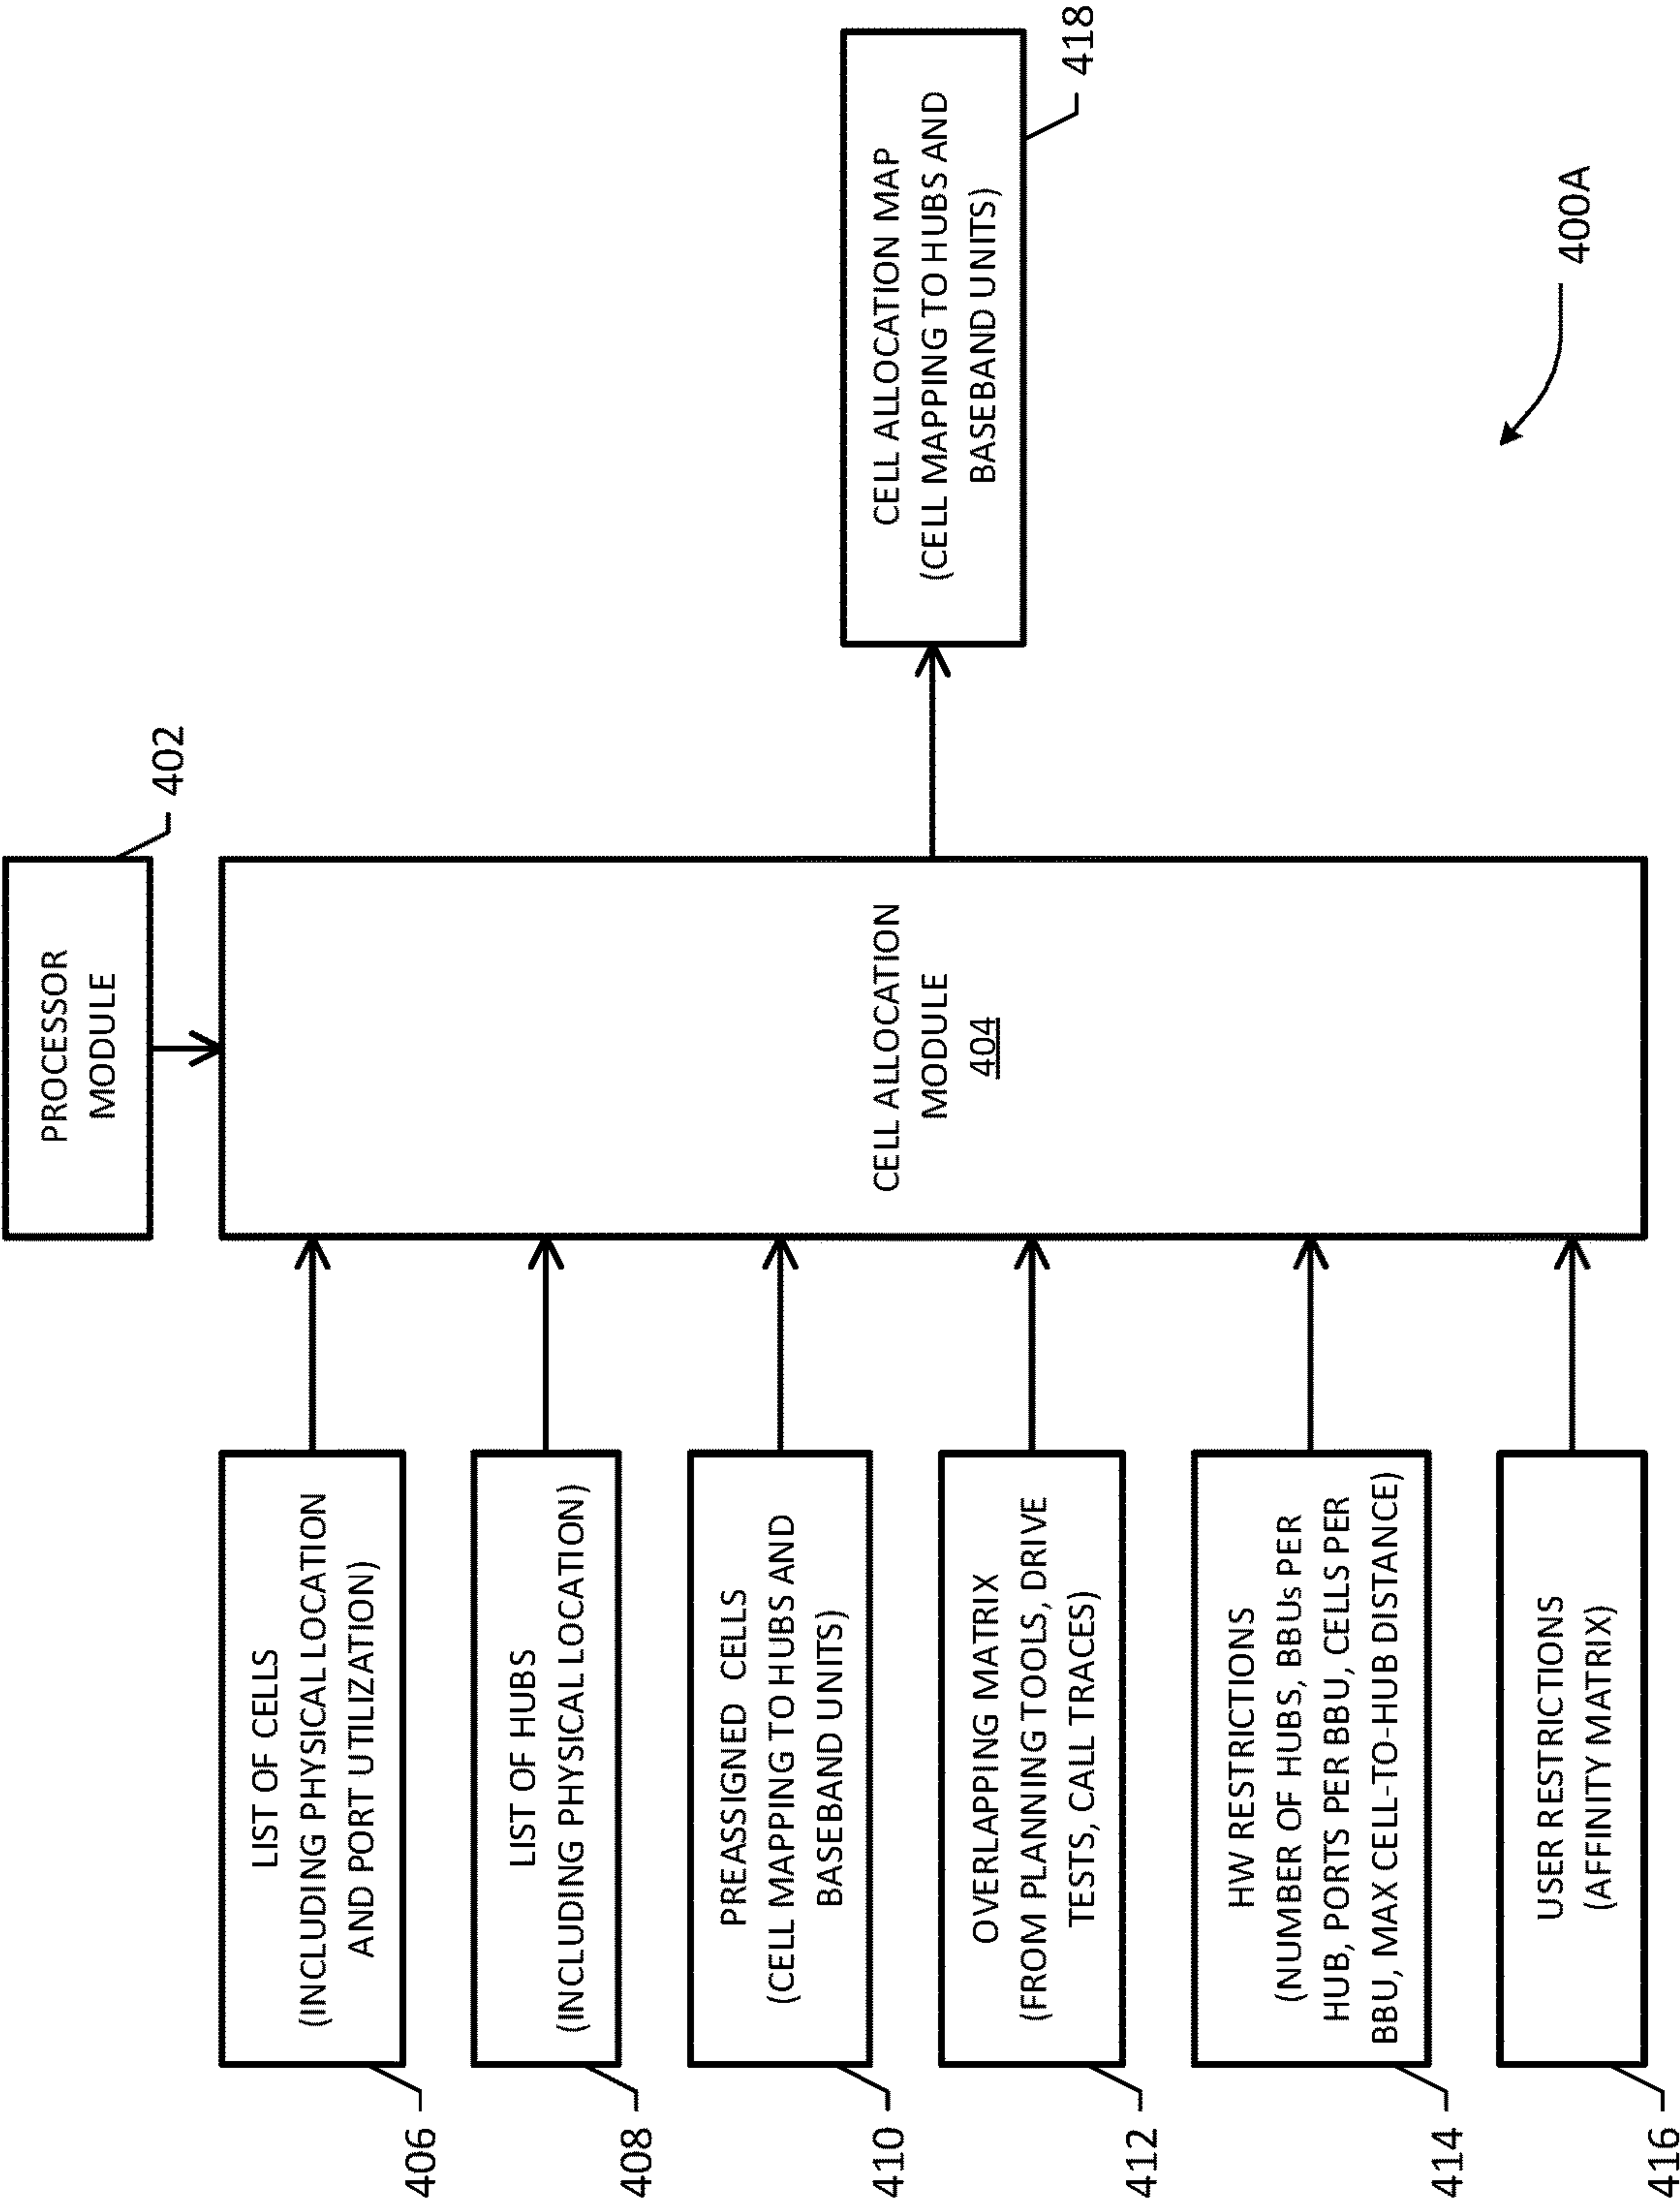 PROCESSOR
MODULE
402
406
LIST OF CELLS
(INCLUDING PHYSICAL LOCATION
AND PORT UTILIZATION)
408
LIST OF HUBS
(INCLUDING PHYSICAL LOCATION)
410
PREASSIGNED CELLS
(CELL MAPPING TO HUBS AND
BASEBAND UNITS)
412
OVERLAPPING MATRIX
(FROM PLANNING TOOLS, DRIVE
TESTS, CALL TRACES)
414
HW RESTRICTIONS
(NUMBER OF HUBS, BBUs PER
HUB, PORTS PER BBU, CELLS PER
BBU, MAX CELL-TO-HUB DISTANCE)
416
USER RESTRICTIONS
(AFFINITY MATRIX)
CELL ALLOCATION
MODULE
404
CELL ALLOCATION MAP
(CELL MAPPING TO HUBS AND
BASEBAND UNITS)
418
400A